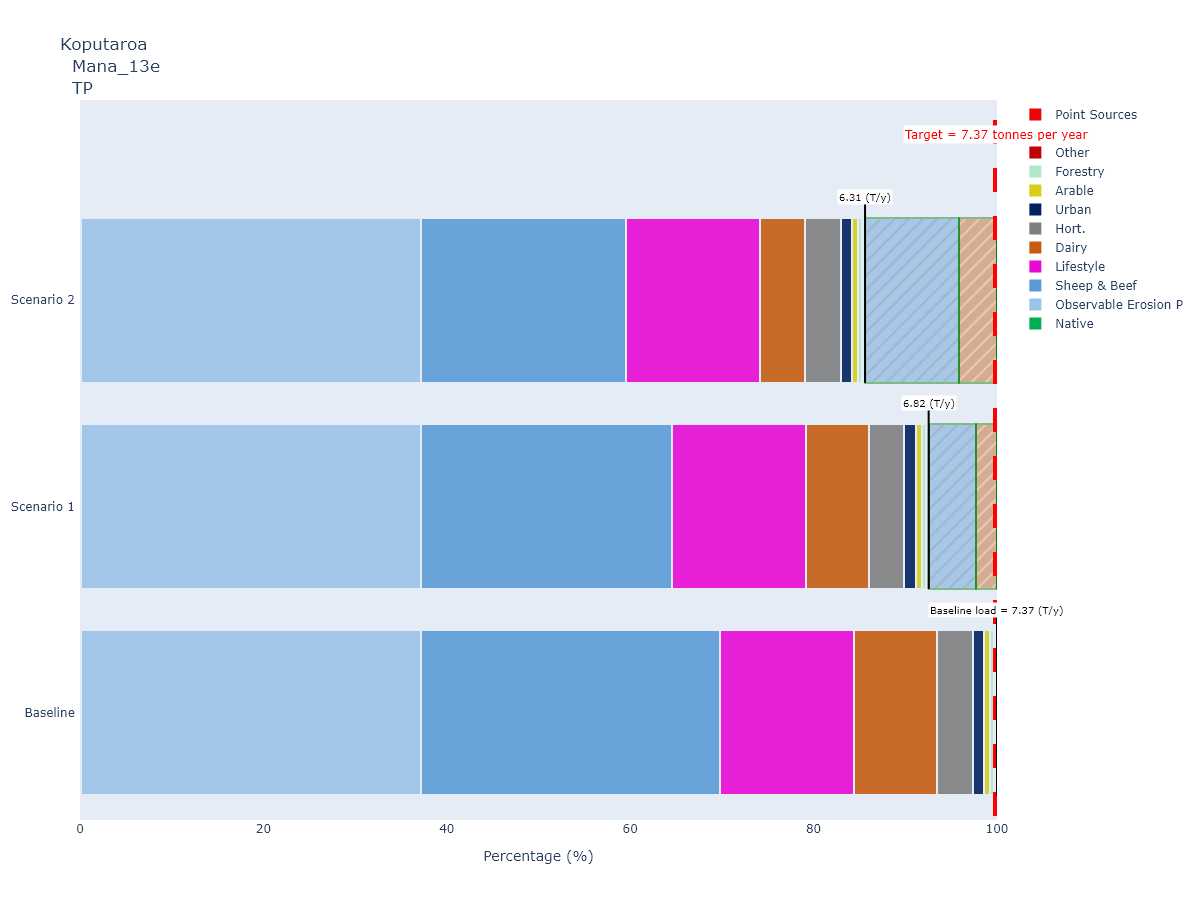 Koputaroa
Mana_13e
TP
Point Sources
Target = 7.37 tonnes per year
Other
Forestry
Arable
6.31 (T/y)
Urban
Hort.
Dairy
Lifestyle
Sheep & Beef
Scenario 2
Observable Erosion P
Native
6.82 (T/y)
Scenario 1
Baseline load = 7.37 (T/y)
Baseline
0 20 40 60 80 100
Percentage (%)